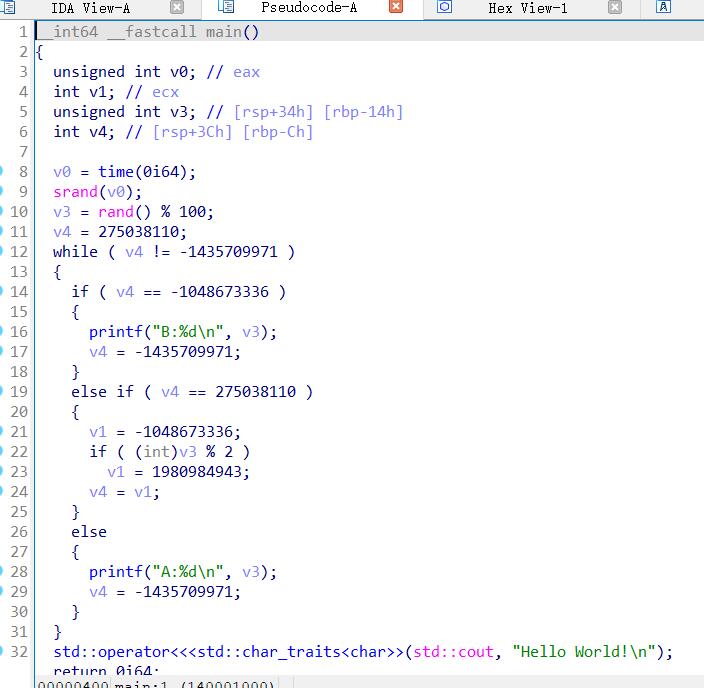 IDA View-A Pseudocode-A Hex View-1 A
1 __int64 __fastcall main()
2 {
3 unsigned int v0; // eax
4 int v1; // ecx
5 unsigned int v3; // [rsp+34h] [rbp-14h]
6 int v4; // [rsp+3Ch] [rbp-Ch]
7
8 v0 = time(0i64);
9 srand(v0);
10 v3 = rand() % 100;
11 v4 = 275038110;
12 while ( v4 != -1435709971 )
13 {
14 if ( v4 == -1048673336 )
15 {
16 printf("B:%d\n", v3);
17 v4 = -1435709971;
18 }
19 else if ( v4 == 275038110 )
20 {
21 v1 = -1048673336;
22 if ( (int)v3 % 2 )
23 v1 = 1980984943;
24 v4 = v1;
25 }
26 else
27 {
28 printf("A:%d\n", v3);
29 v4 = -1435709971;
30 }
31 }
32 std::operator<<<std::char_traits<char>>(std::cout, "Hello World!\n");
return 0i64;
00000400 main:1 (140001000)